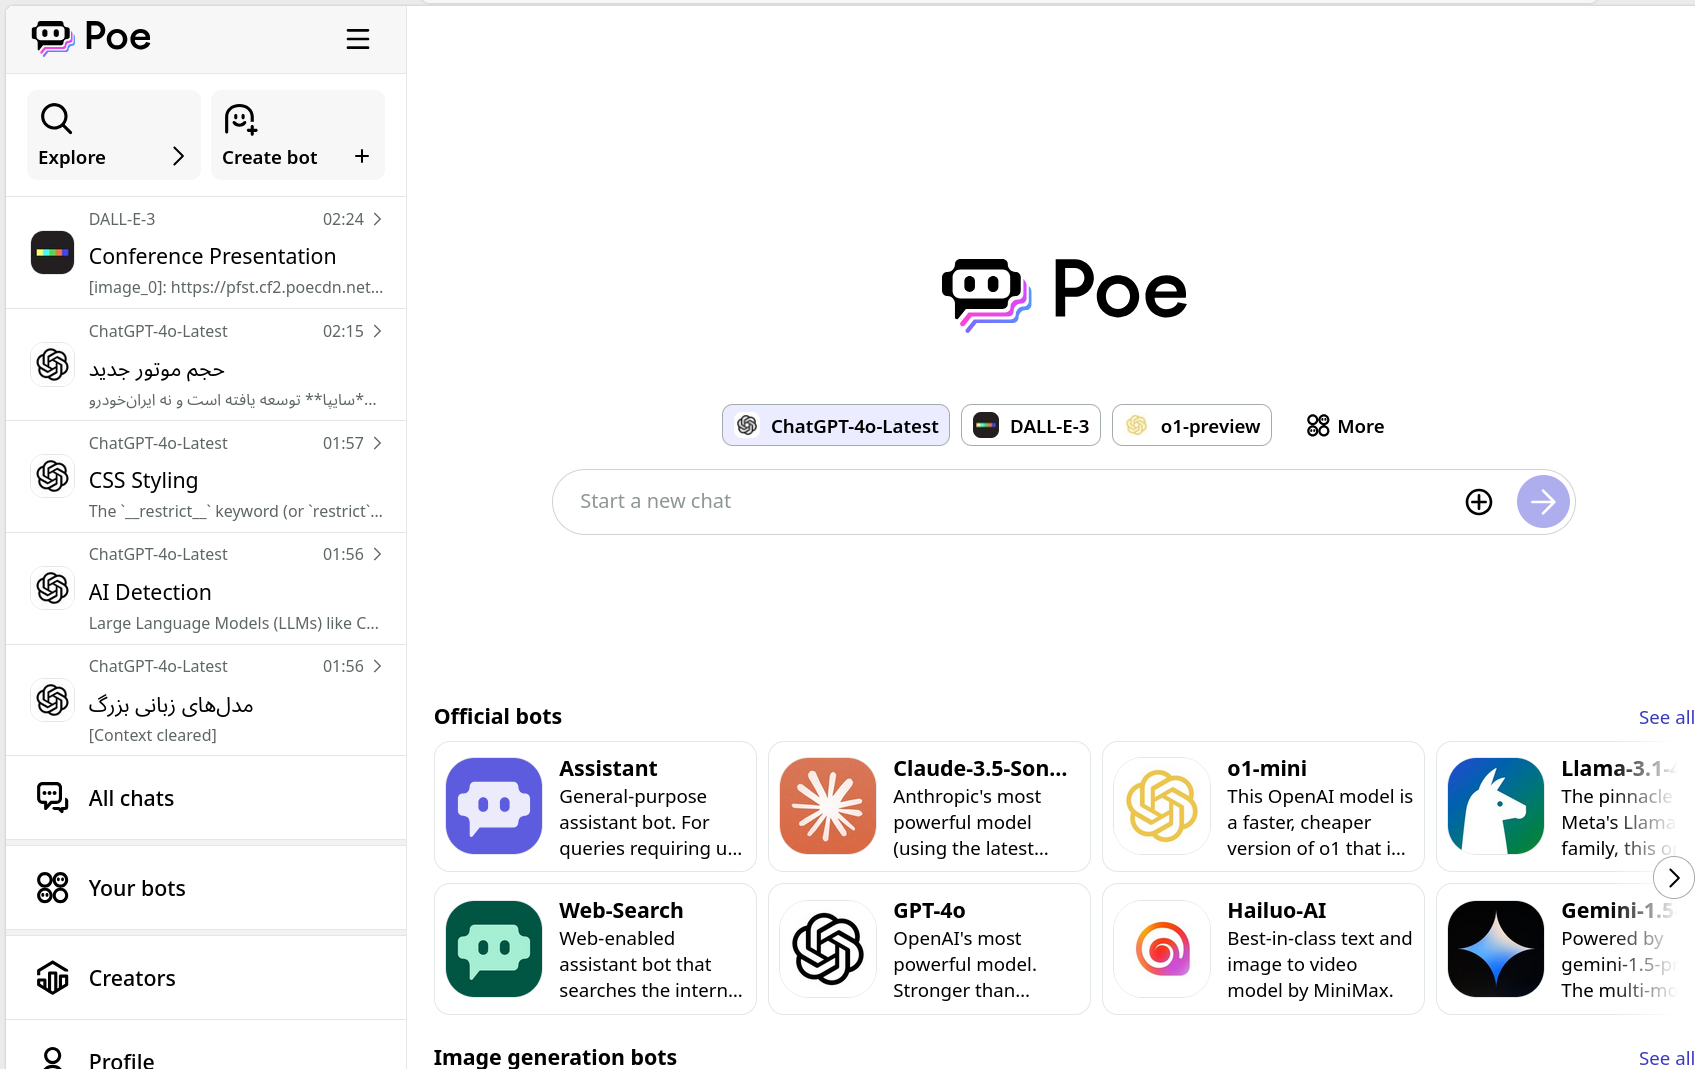 Poe
Explore
Create bot
DALL-E-3 02:24
Conference Presentation
[image_0]: https://pfst.cf2.poecdn.net...
ChatGPT-4o-Latest 02:15
حجم موتور جدید
*سایپا** توسعه یافته است و نه ایران‌خودرو...
ChatGPT-4o-Latest 01:57
CSS Styling
The `__restrict__` keyword (or `restrict`...
ChatGPT-4o-Latest 01:56
AI Detection
Large Language Models (LLMs) like C...
ChatGPT-4o-Latest 01:56
مدل‌های زبانی بزرگ
[Context cleared]
All chats
Your bots
Creators
Profile
Poe
ChatGPT-4o-Latest DALL-E-3 o1-preview More
Start a new chat
Official bots See all
Assistant
General-purpose
assistant bot. For
queries requiring u...
Claude-3.5-Son...
Anthropic's most
powerful model
(using the latest...
o1-mini
This OpenAI model is
a faster, cheaper
version of o1 that i...
Llama-3.1-4
The pinnacle
Meta's Llama
family, this
Web-Search
Web-enabled
assistant bot that
searches the intern...
GPT-4o
OpenAI's most
powerful model.
Stronger than...
Hailuo-AI
Best-in-class text and
image to video
model by MiniMax.
Gemini-1.5
Powered by
gemini-1.5-p
The multi-mo
Image generation bots See all